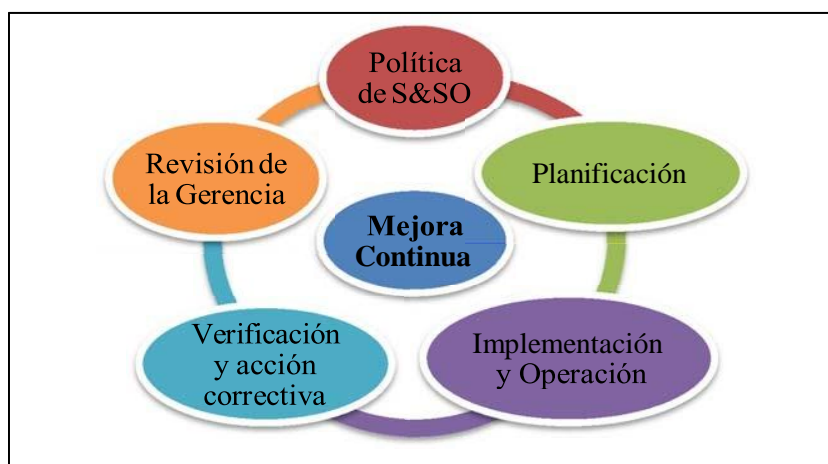 Política
de S&SO
Planificación
Implementación
y Operación
Verificación
y acción
correctiva
Revisión de
la Gerencia
Mejora
Continua